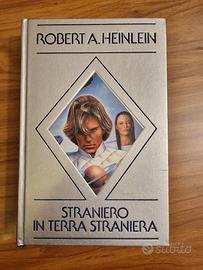 ROBERT A. HEINLEIN
STRANIERO
IN TERRA STRANIERA
subito